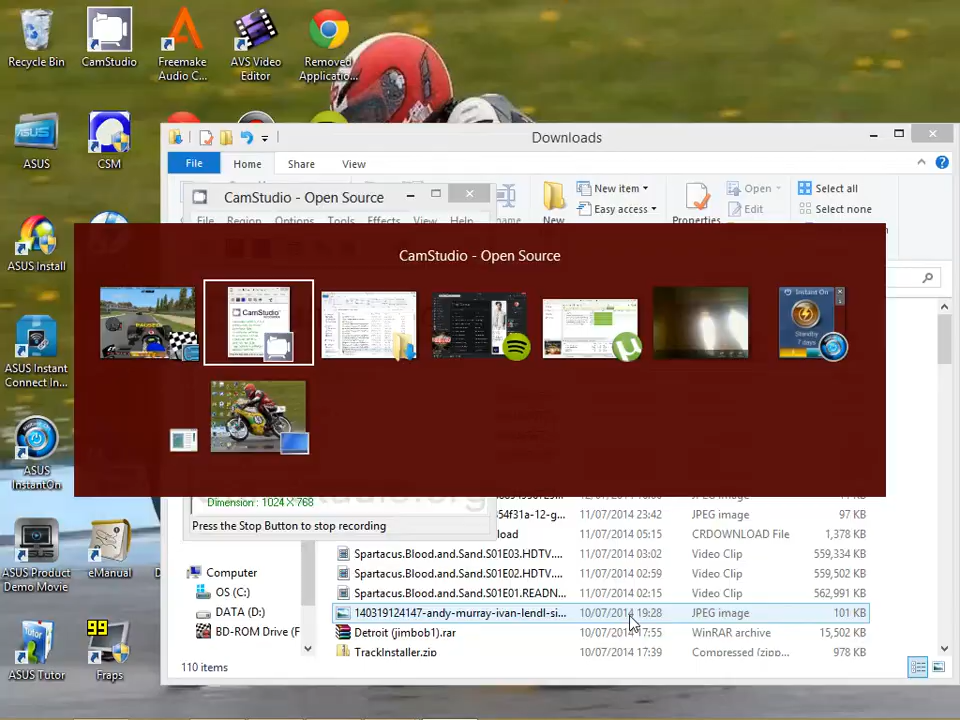 Recycle Bin
CamStudio
Freemake Audio C...
AVS Video Editor
Removed Applicatio...
ASUS
CSM
ASUS Install
ASUS Instant Connect In...
ASUS InstantOn
ASUS Product Demo Movie
eManual
ASUS Tutor
99
Fraps
Downloads
File
Home
Share
View
New item
Open
Select all
Easy access
Edit
Select none
New
Properties
CamStudio - Open Source
File
Region
Options
Tools
Effects
View
Help
CamStudio - Open Source
CamStudio
Instant On
Standby
7 days
Dimension : 1024 X 768
Press the Stop Button to stop recording
54f31a-12-g...
11/07/2014 23:42
JPEG image
97 KB
11/07/2014 05:15
CRDOWNLOAD File
1,378 KB
Spartacus.Blood.and.Sand.S01E03.HDTV....
11/07/2014 03:02
Video Clip
559,334 KB
Spartacus.Blood.and.Sand.S01E02.HDTV....
11/07/2014 02:59
Video Clip
559,502 KB
Spartacus.Blood.and.Sand.S01E01.READN...
11/07/2014 02:15
Video Clip
562,991 KB
140319124147-andy-murray-ivan-lendl-si...
10/07/2014 19:28
JPEG image
101 KB
Detroit (jimbob1).rar
WinRAR archive
15,502 KB
TrackInstaller.zip
10/07/2014 17:39
Compressed (zipp...
978 KB
Computer
OS (C:)
DATA (D:)
BD-ROM Drive (F
110 items